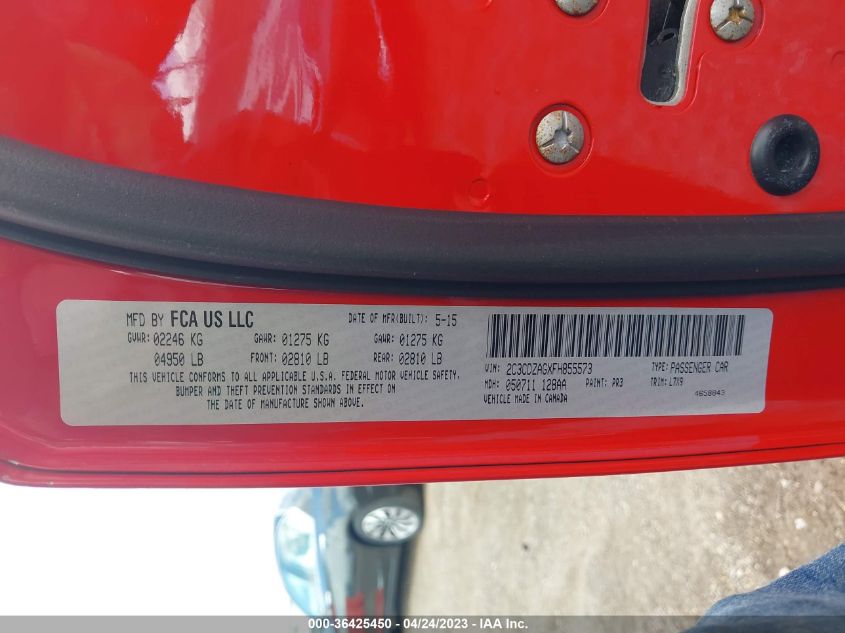 MFD BY FCA US LLC DATE OF MFR(BUILT): 5-15
GVWR: 02246 KG GAWR: 01275 KG GAWR: 01275 KG
04950 LB FRONT: 02810 LB REAR: 02810 LB
THIS VEHICLE CONFORMS TO ALL APPLICABLE U.S.A. FEDERAL MOTOR VEHICLE SAFETY,
BUMPER AND THEFT PREVENTION STANDARDS IN EFFECT ON
THE DATE OF MANUFACTURE SHOWN ABOVE.
VIN: 2C3CDZAGXFH855573 TYPE: PASSENGER CAR
MDH: 050711 128AA PAINT: PR3 TRIM: L7X9
VEHICLE MADE IN CANADA 4658843
000-36425450 - 04/24/2023 - IAA Inc.